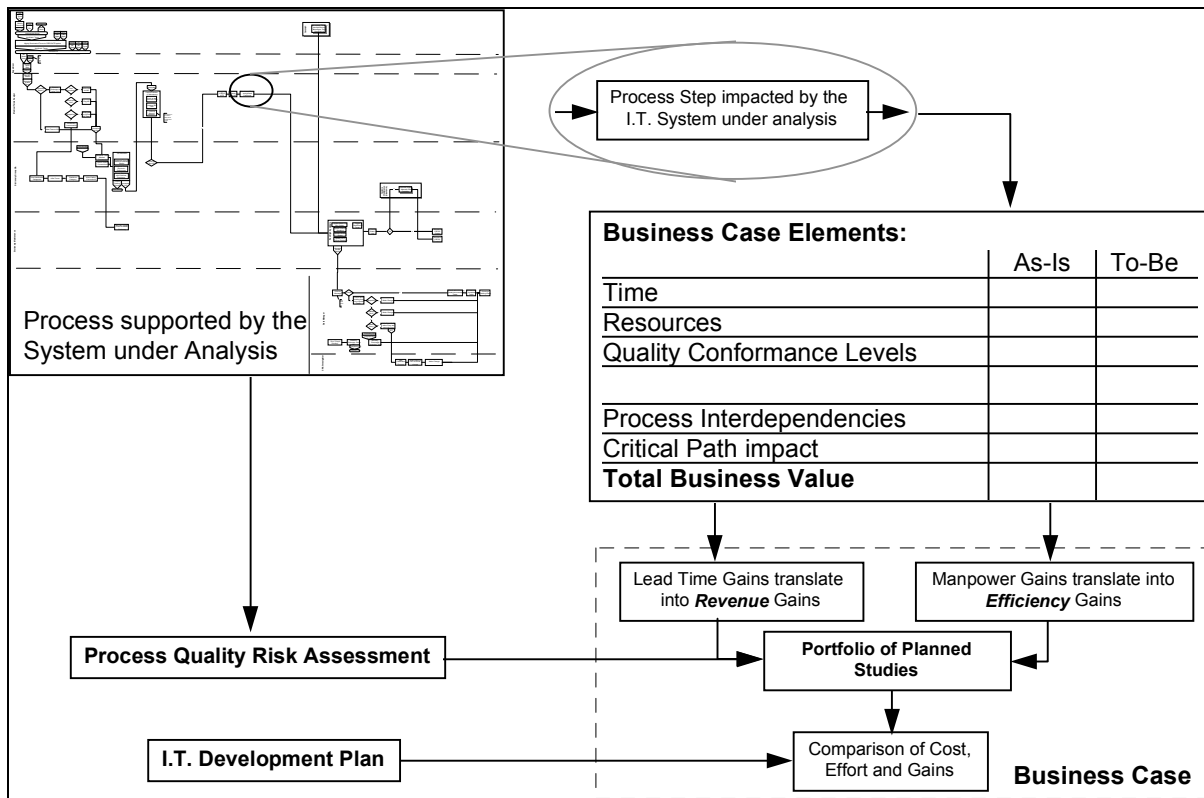 Process Step impacted by the
I.T. System under analysis
Process supported by the
System under Analysis
Business Case Elements:
As-Is To-Be
Time
Resources
Quality Conformance Levels
Process Interdependencies
Critical Path impact
Total Business Value
Lead Time Gains translate
into Revenue Gains
Manpower Gains translate into
Efficiency Gains
Process Quality Risk Assessment
Portfolio of Planned
Studies
I.T. Development Plan
Comparison of Cost,
Effort and Gains
Business Case